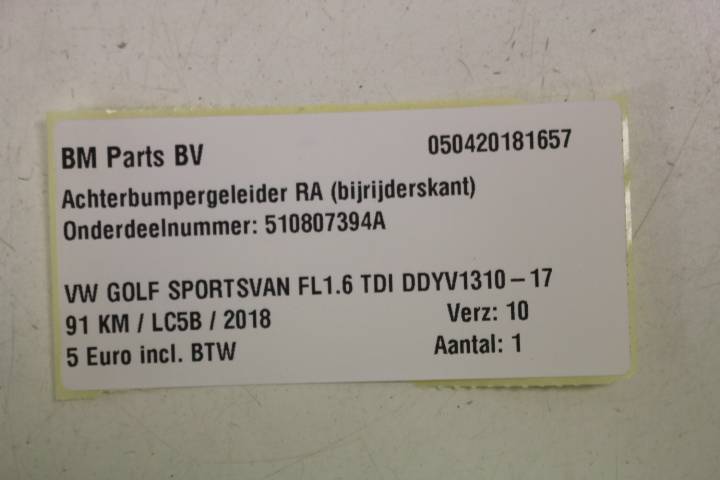 BM Parts BV 050420181657
Achterbumpergeleider RA (bijrijderskant)
Onderdeelnummer: 510807394A
VW GOLF SPORTSVAN FL1.6 TDI DDYV1310 – 17
91 KM / LC5B / 2018 Verz: 10
5 Euro incl. BTW Aantal: 1